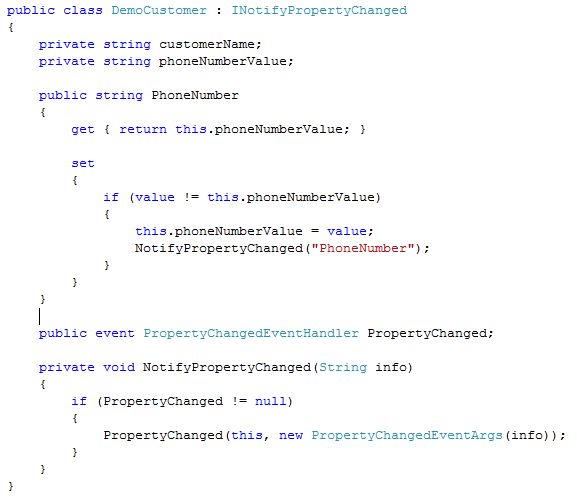 public class DemoCustomer : INotifyPropertyChanged
{
    private string customerName;
    private string phoneNumberValue;

    public string PhoneNumber
    {
        get { return this.phoneNumberValue; }

        set
        {
            if (value != this.phoneNumberValue)
            {
                this.phoneNumberValue = value;
                NotifyPropertyChanged("PhoneNumber");
            }
        }
    }

    public event PropertyChangedEventHandler PropertyChanged;

    private void NotifyPropertyChanged(String info)
    {
        if (PropertyChanged != null)
        {
            PropertyChanged(this, new PropertyChangedEventArgs(info));
        }
    }
}